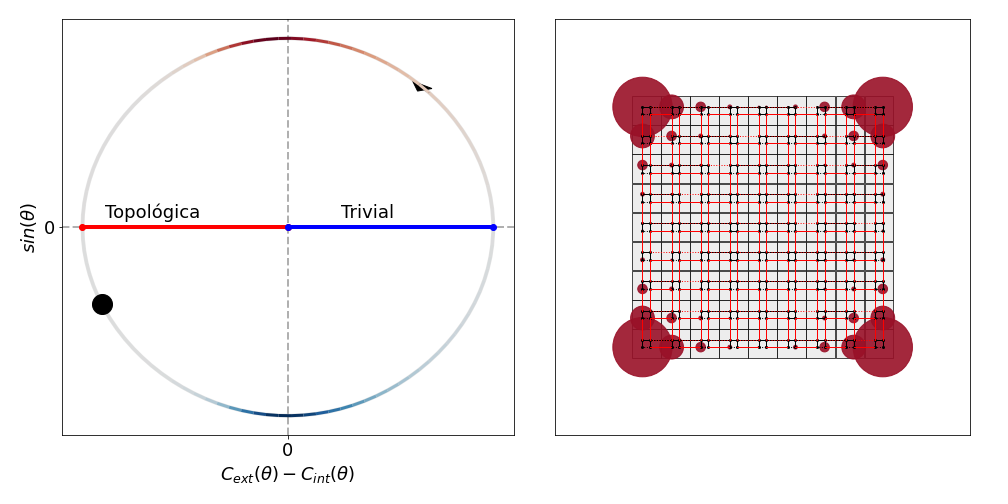 Topológica
Trivial
sin(θ)
0
0
C_ext(θ) − C_int(θ)